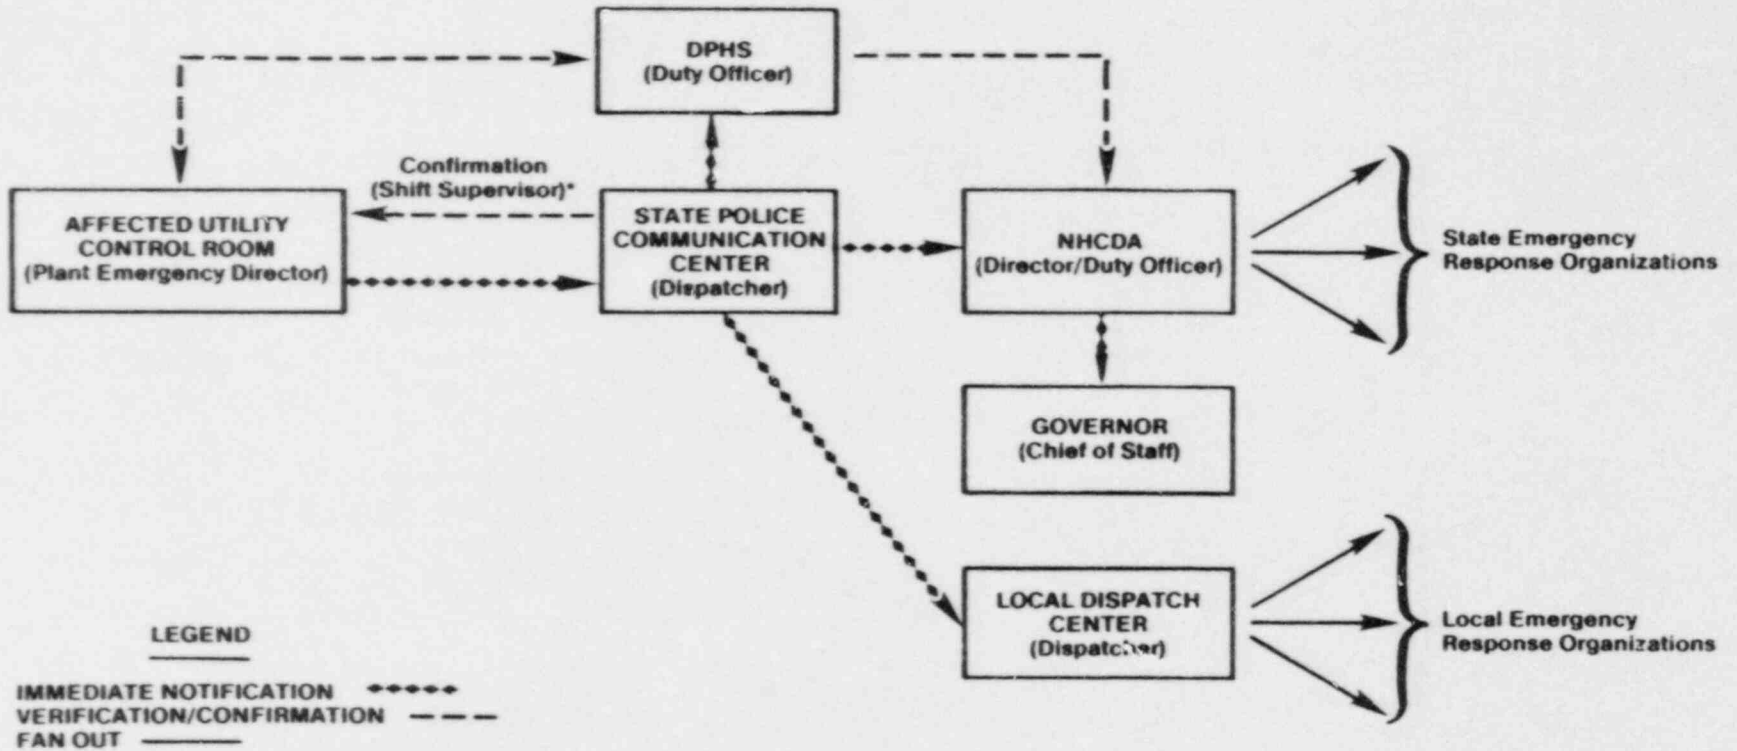 DPHS
(Duty Officer)
Confirmation
(Shift Supervisor)*
AFFECTED UTILITY
CONTROL ROOM
(Plant Emergency Director)
STATE POLICE
COMMUNICATION
CENTER
(Dispatcher)
NHCDA
(Director/Duty Officer)
State Emergency
Response Organizations
GOVERNOR
(Chief of Staff)
LOCAL DISPATCH
CENTER
(Dispatcher)
Local Emergency
Response Organizations
LEGEND
IMMEDIATE NOTIFICATION
VERIFICATION/CONFIRMATION
FAN OUT